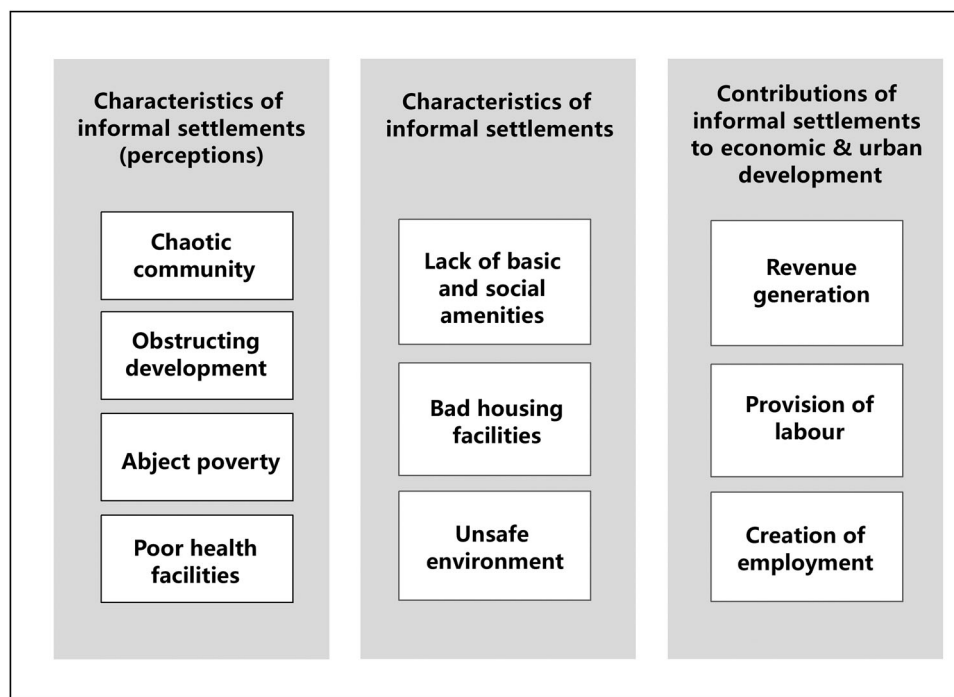 Characteristics of
informal settlements
(perceptions)
Chaotic
community
Obstructing
development
Abject poverty
Poor health
facilities
Characteristics of
informal settlements
Lack of basic
and social
amenities
Bad housing
facilities
Unsafe
environment
Contributions of
informal settlements
to economic & urban
development
Revenue
generation
Provision of
labour
Creation of
employment